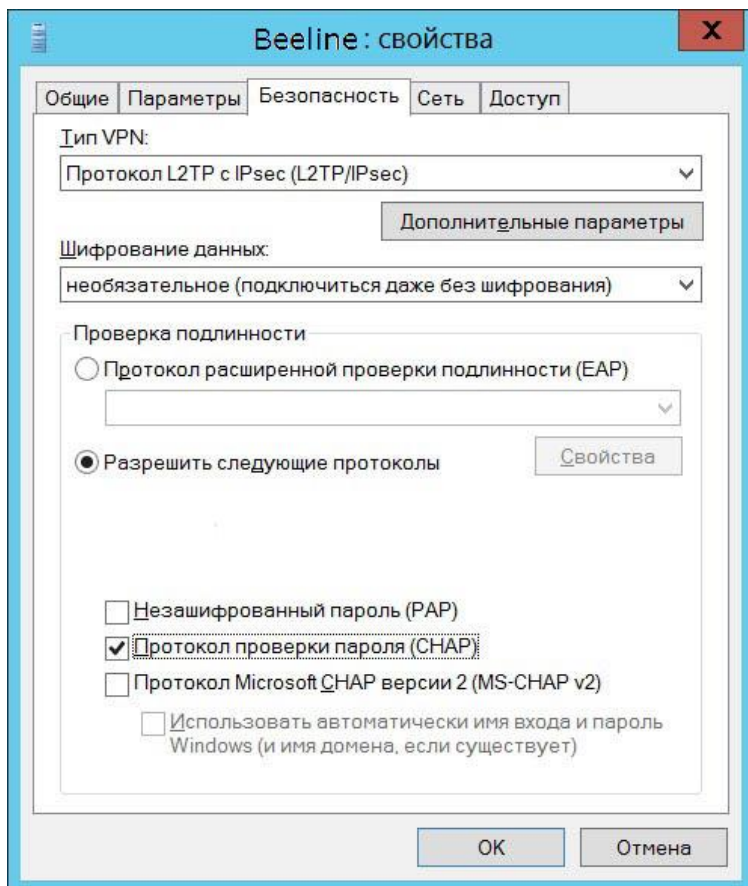 Beeline: свойства
X
Общие Параметры Безопасность Сеть Доступ
Тип VPN:
Протокол L2TP с IPsec (L2TP/IPsec)
Дополнительные параметры
Шифрование данных:
необязательное (подключиться даже без шифрования)
Проверка подлинности
Протокол расширенной проверки подлинности (EAP)
Разрешить следующие протоколы
Свойства
Незашифрованный пароль (PAP)
Протокол проверки пароля (CHAP)
Протокол Microsoft CHAP версии 2 (MS-CHAP v2)
Использовать автоматически имя входа и пароль
Windows (и имя домена, если существует)
OK Отмена